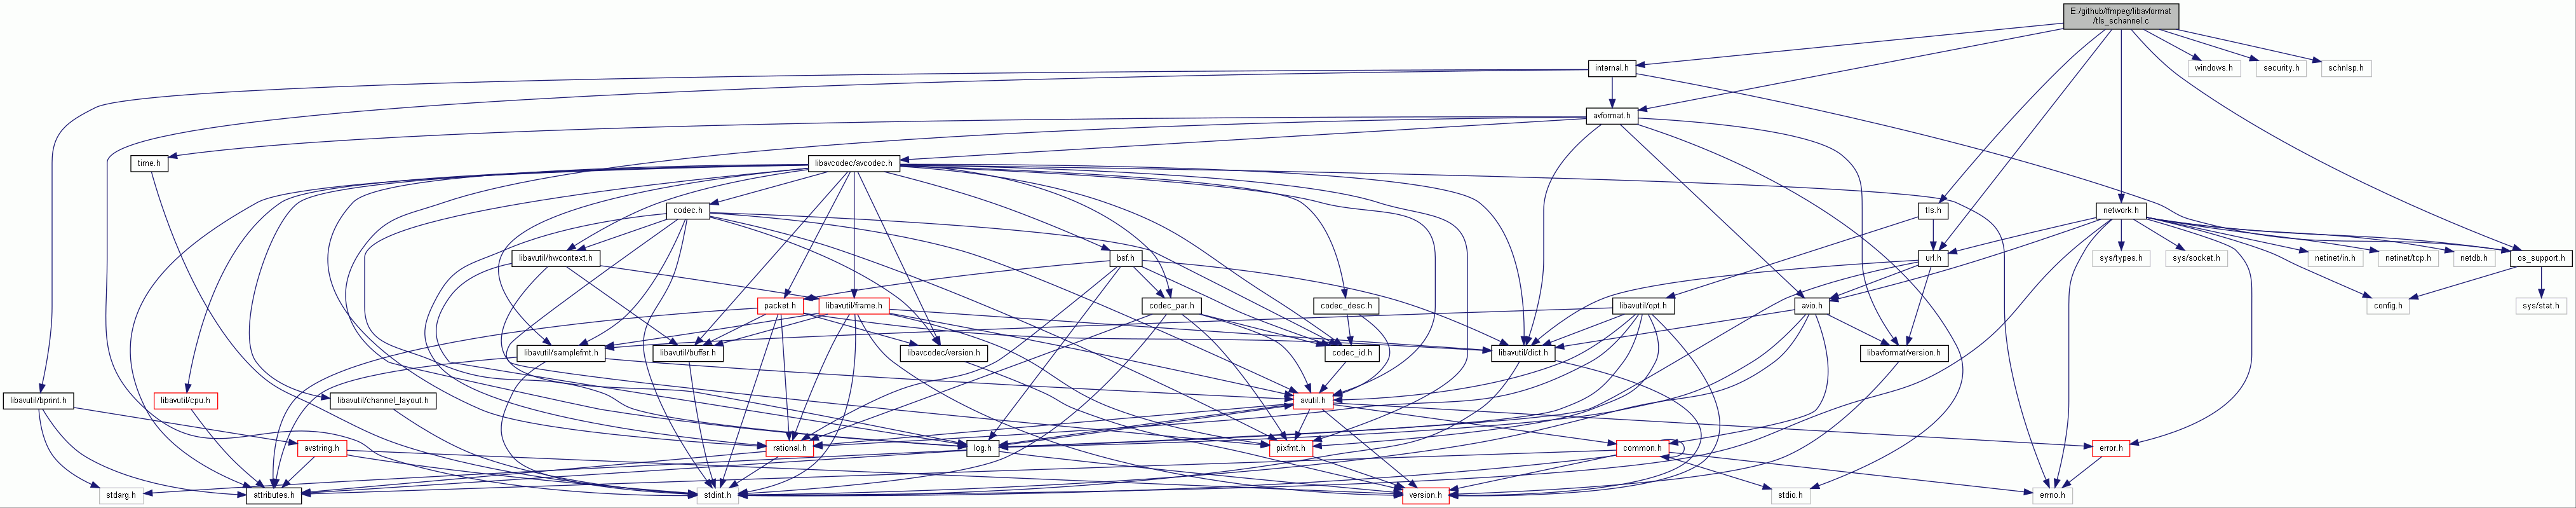 E:/github/ffmpeg/libavformat
/tls_schannel.c
internal.h
windows.h
security.h
schnlsp.h
avformat.h
time.h
libavcodec/avcodec.h
codec.h
tls.h
network.h
libavutil/hwcontext.h
bsf.h
url.h
sys/types.h
sys/socket.h
netinet/in.h
netinet/tcp.h
netdb.h
os_support.h
packet.h
libavutil/frame.h
codec_par.h
codec_desc.h
libavutil/opt.h
avio.h
config.h
sys/stat.h
libavutil/samplefmt.h
libavutil/buffer.h
libavcodec/version.h
codec_id.h
libavutil/dict.h
libavformat/version.h
libavutil/bprint.h
libavutil/cpu.h
libavutil/channel_layout.h
avutil.h
avstring.h
rational.h
log.h
pixfmt.h
common.h
error.h
stdarg.h
attributes.h
stdint.h
version.h
stdio.h
errno.h